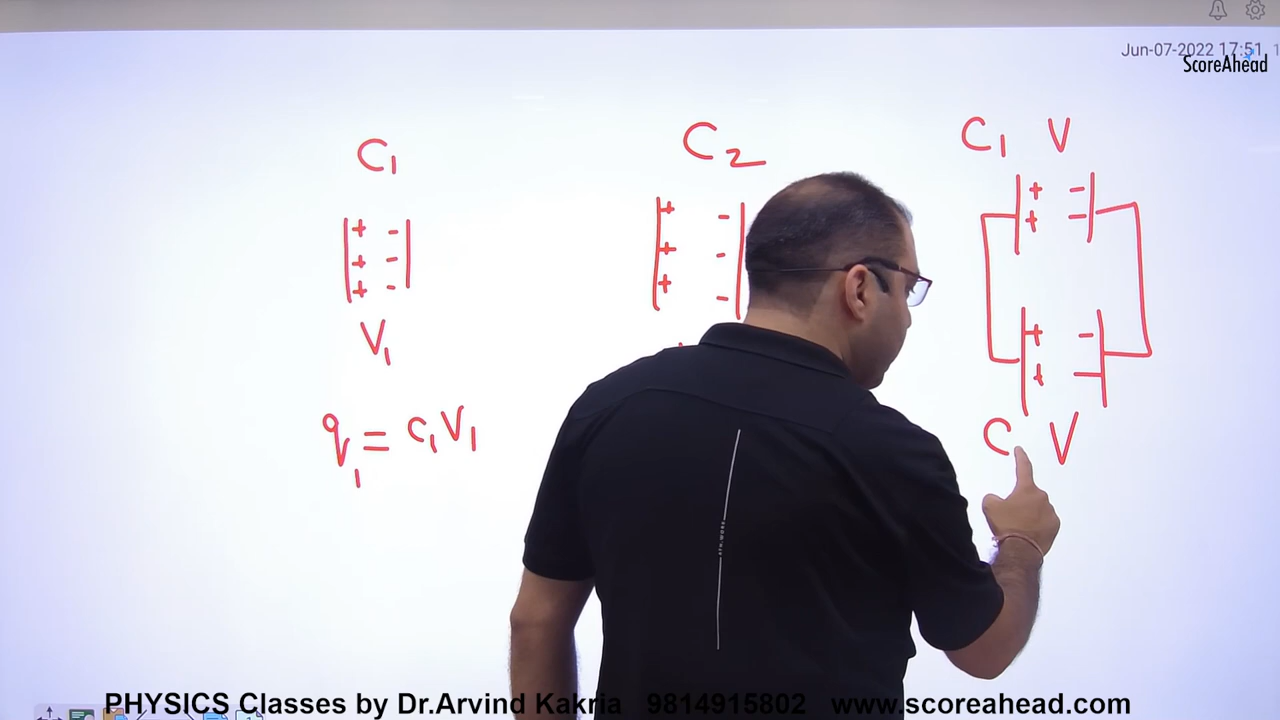 Jun-07-2022 17:51, 1
ScoreAhead
C1
C2
C1 V
+ -
+ -
+ -
+ -
+ -
+ -
+ -
+ -
+ -
+ -
V1
q1 = C1V1
C V
PHYSICS Classes by Dr.Arvind Kakria 9814915802 www.scoreahead.com